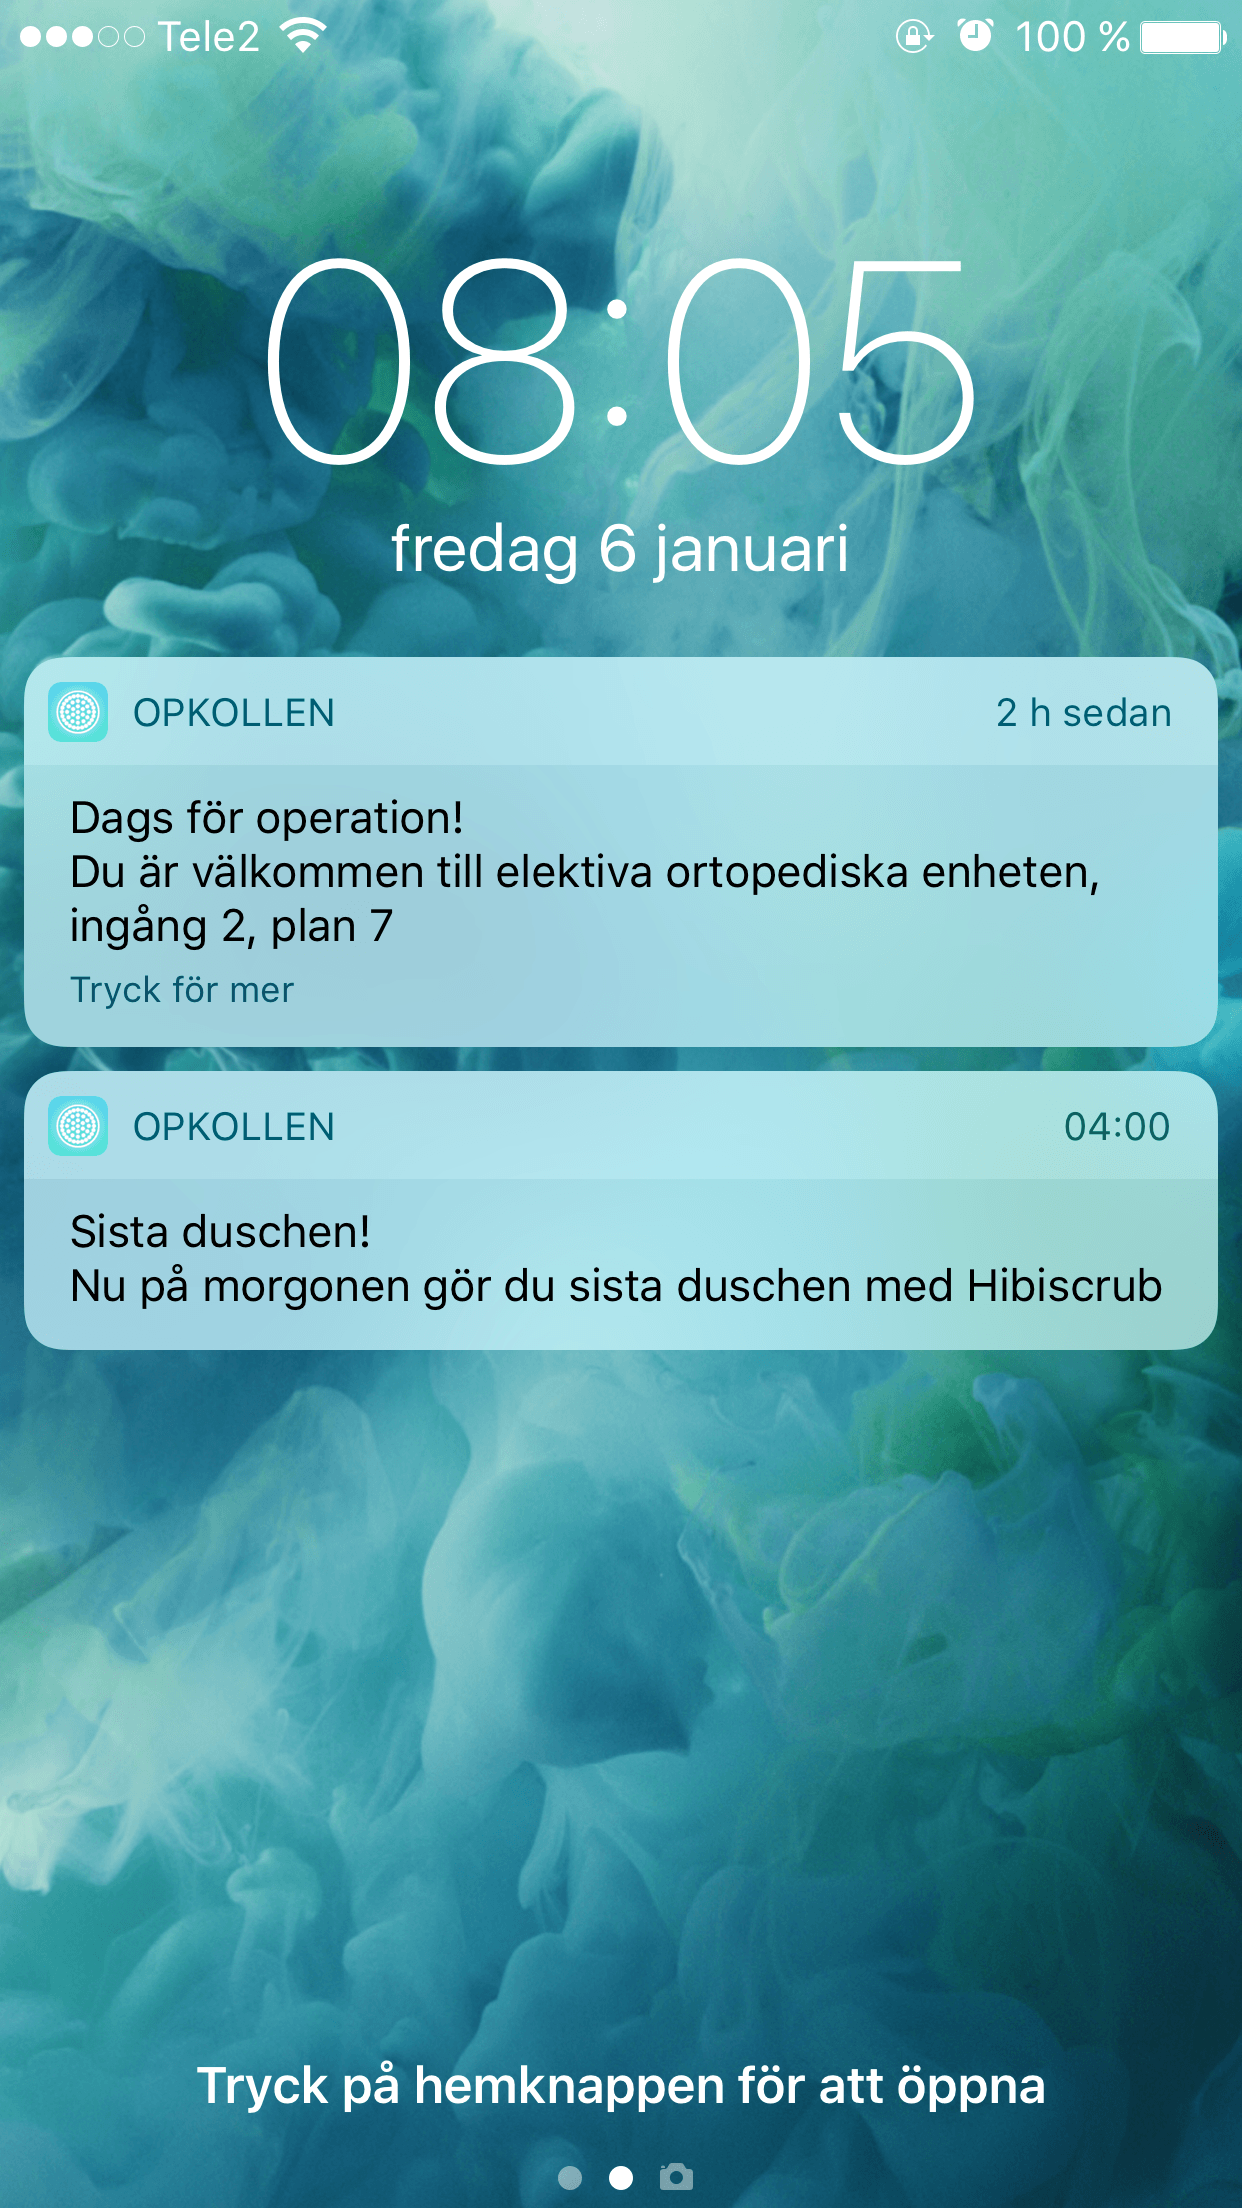 Tele2
100 %
08:05
fredag 6 januari
OPKOLLEN
2 h sedan
Dags för operation!
Du är välkommen till elektiva ortopediska enheten,
ingång 2, plan 7
Tryck för mer
OPKOLLEN
04:00
Sista duschen!
Nu på morgonen gör du sista duschen med Hibiscrub
Tryck på hemknappen för att öppna